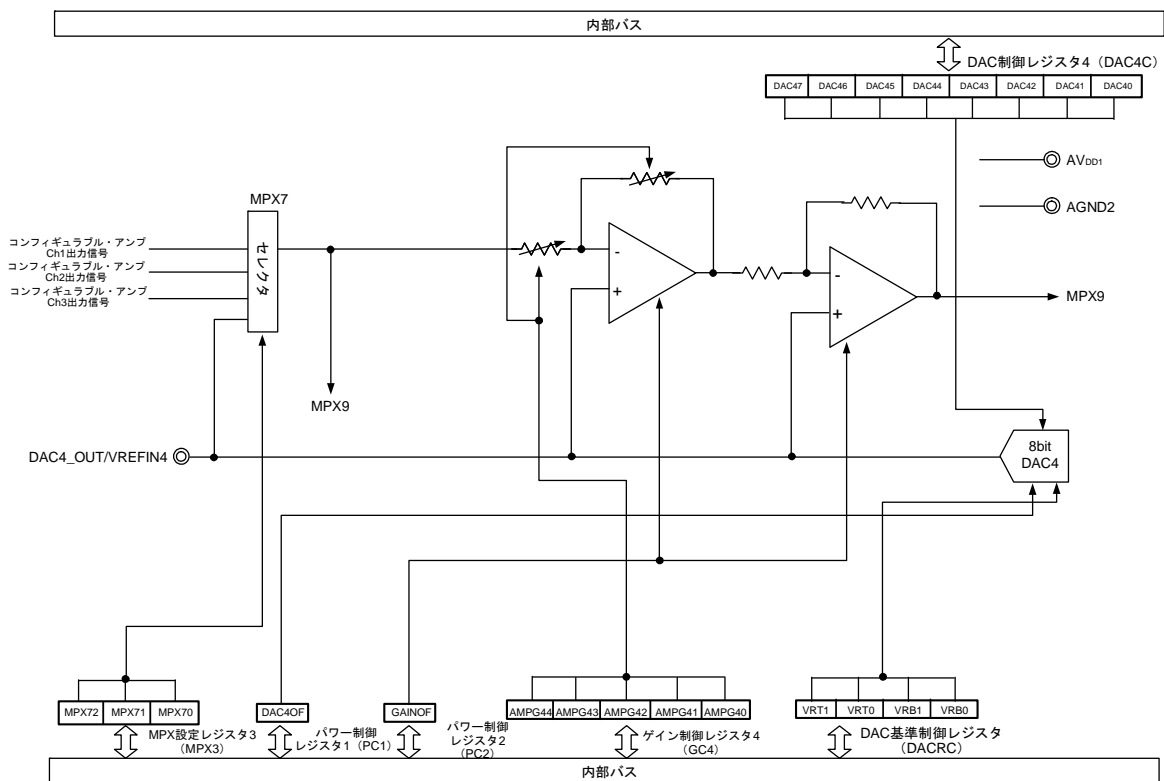 内部バス
DAC制御レジスタ4（DAC4C）
DAC47 DAC46 DAC45 DAC44 DAC43 DAC42 DAC41 DAC40
AVDD1
AGND2
MPX7
セレクタ
コンフィギュラブル・アンプ
Ch1出力信号
コンフィギュラブル・アンプ
Ch2出力信号
コンフィギュラブル・アンプ
Ch3出力信号
-
+
-
+
MPX9
MPX9
DAC4_OUT/VREFIN4
8bit
DAC4
MPX72 MPX71 MPX70
MPX設定レジスタ3
（MPX3）
DAC4OF
パワー制御
レジスタ1（PC1）
GAINOF
パワー制御
レジスタ2
（PC2）
AMPG44 AMPG43 AMPG42 AMPG41 AMPG40
ゲイン制御レジスタ4
（GC4）
VRT1 VRT0 VRB1 VRB0
DAC基準制御レジスタ
（DACRC）
内部バス